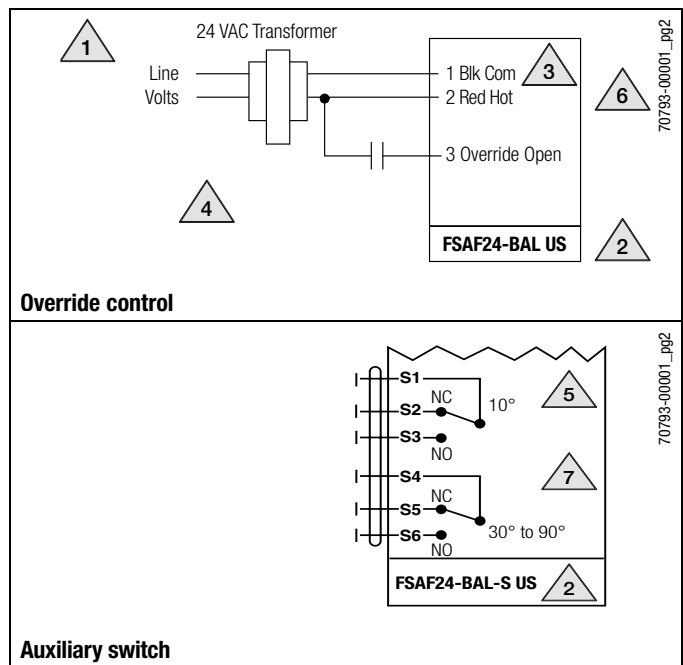 1
24 VAC Transformer
70793-00001_pg2
Line
Volts
1 Blk Com
3
2 Red Hot
6
3 Override Open
4
FSAF24-BAL US
2
Override control
70793-00001_pg2
S1
NC
10°
5
S2
S3
NO
S4
7
NC
S5
30° to 90°
S6
NO
FSAF24-BAL-S US
2
Auxiliary switch